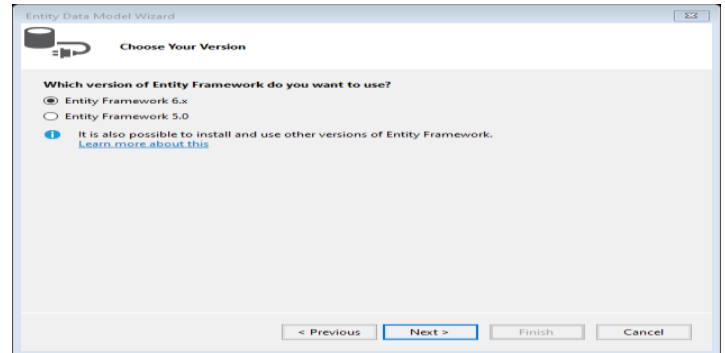 Entity Data Model Wizard
Choose Your Version
Which version of Entity Framework do you want to use?
Entity Framework 6.x
Entity Framework 5.0
It is also possible to install and use other versions of Entity Framework.
Learn more about this
< Previous
Next >
Finish
Cancel